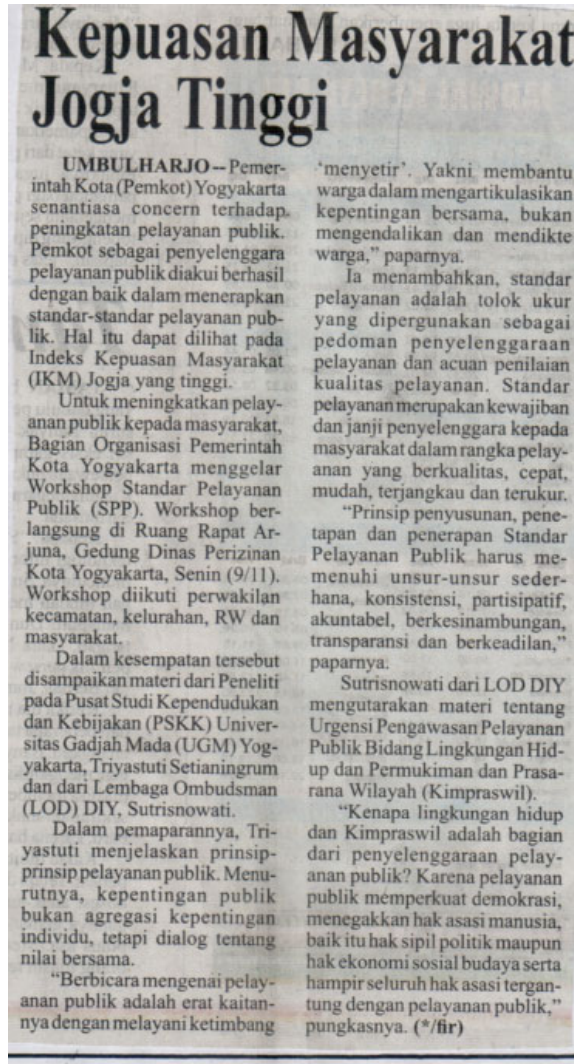 Kepuasan Masyarakat
Jogja Tinggi
UMBULHARJO – Pemer-
intah Kota (Pemkot) Yogyakarta
senantiasa concern terhadap
peningkatan pelayanan publik.
Pemkot sebagai penyelenggara
pelayanan publik diakui berhasil
dengan baik dalam menerapkan
standar-standar pelayanan pub-
lik. Hal itu dapat dilihat pada
Indeks Kepuasan Masyarakat
(IKM) Jogja yang tinggi.
Untuk meningkatkan pelay-
anan publik kepada masyarakat,
Bagian Organisasi Pemerintah
Kota Yogyakarta menggelar
Workshop Standar Pelayanan
Publik (SPP). Workshop ber-
langsung di Ruang Rapat Ar-
juna, Gedung Dinas Perizinan
Kota Yogyakarta, Senin (9/11).
Workshop diikuti perwakilan
kecamatan, kelurahan, RW dan
masyarakat.
Dalam kesempatan tersebut
disampaikan materi dari Peneliti
pada Pusat Studi Kependudukan
dan Kebijakan (PSKK) Univer-
sitas Gadjah Mada (UGM) Yog-
yakarta, Triyastuti Setianingrum
dan dari Lembaga Ombudsman
(LOD) DIY, Sutrisnowati.
Dalam pemaparannya, Tri-
yastuti menjelaskan prinsip-
prinsip pelayanan publik. Menu-
rutnya, kepentingan publik
bukan agregasi kepentingan
individu, tetapi dialog tentang
nilai bersama.
"Berbicara mengenai pelay-
anan publik adalah erat kaitan-
nya dengan melayani ketimbang
'menyetir'. Yakni membantu
warga dalam mengartikulasikan
kepentingan bersama, bukan
mengendalikan dan mendikte
warga," paparnya.
Ia menambahkan, standar
pelayanan adalah tolok ukur
yang dipergunakan sebagai
pedoman penyelenggaraan
pelayanan dan acuan penilaian
kualitas pelayanan. Standar
pelayanan merupakan kewajiban
dan janji penyelenggara kepada
masyarakat dalam rangka pelay-
anan yang berkualitas, cepat,
mudah, terjangkau dan terukur.
"Prinsip penyusunan, pene-
tapan dan penerapan Standar
Pelayanan Publik harus me-
menuhi unsur-unsur seder-
hana, konsistensi, partisipatif,
akuntabel, berkesinambungan,
transparansi dan berkeadilan,"
paparnya.
Sutrisnowati dari LOD DIY
mengutarakan materi tentang
Urgensi Pengawasan Pelayanan
Publik Bidang Lingkungan Hid-
up dan Permukiman dan Prasa-
rana Wilayah (Kimpraswil).
"Kenapa lingkungan hidup
dan Kimpraswil adalah bagian
dari penyelenggaraan pelay-
anan publik? Karena pelayanan
publik memperkuat demokrasi,
menegakkan hak asasi manusia,
baik itu hak sipil politik maupun
hak ekonomi sosial budaya serta
hampir seluruh hak asasi tergan-
tung dengan pelayanan publik,"
pungkasnya. (*/fir)